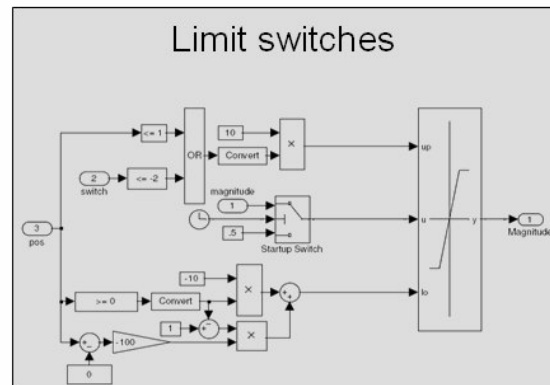 Limit switches
<= 1
OR
10
×
Convert
up
2
<= -2
switch
magnitude
1
3
pos
.5
Startup Switch
u
y
1
Magnitude
-10
×
>= 0
Convert
lo
1
×
-100
0